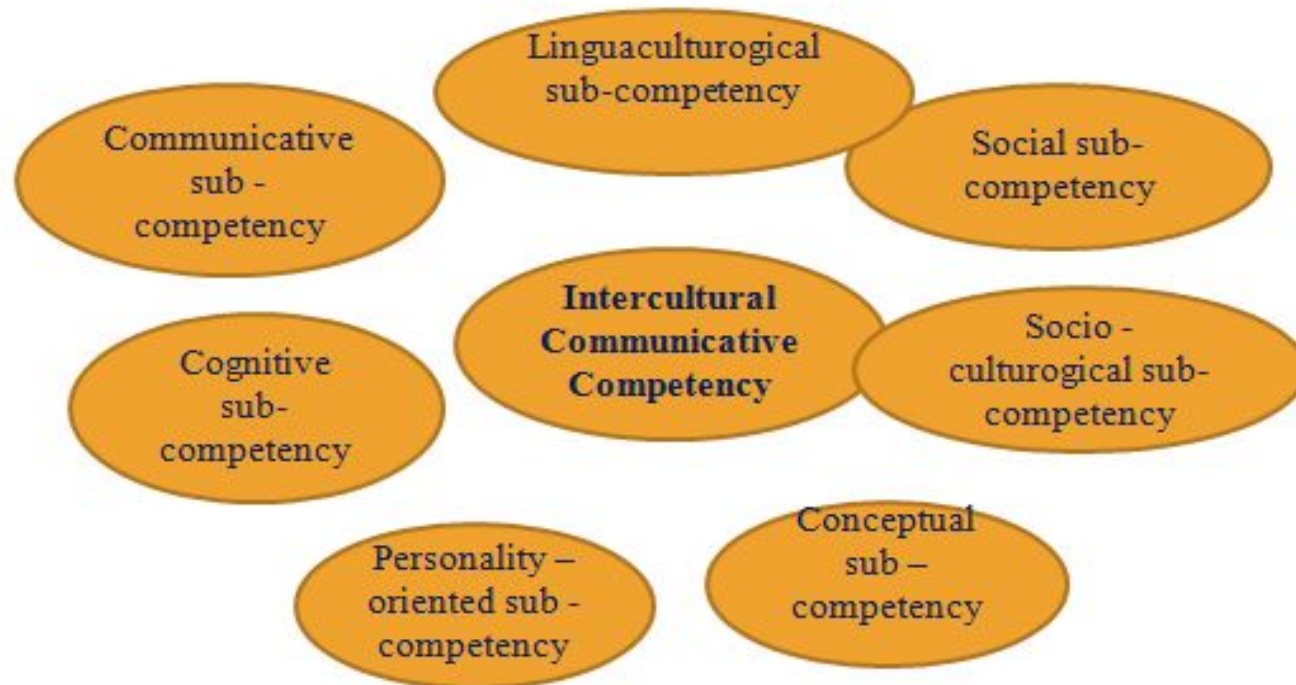 Linguaculturogical
sub-competency
Communicative
sub -
competency
Social sub-
competency
Intercultural
Communicative
Competency
Socio -
culturogical sub-
competency
Cognitive
sub-
competency
Personality –
oriented sub -
competency
Conceptual
sub –
competency